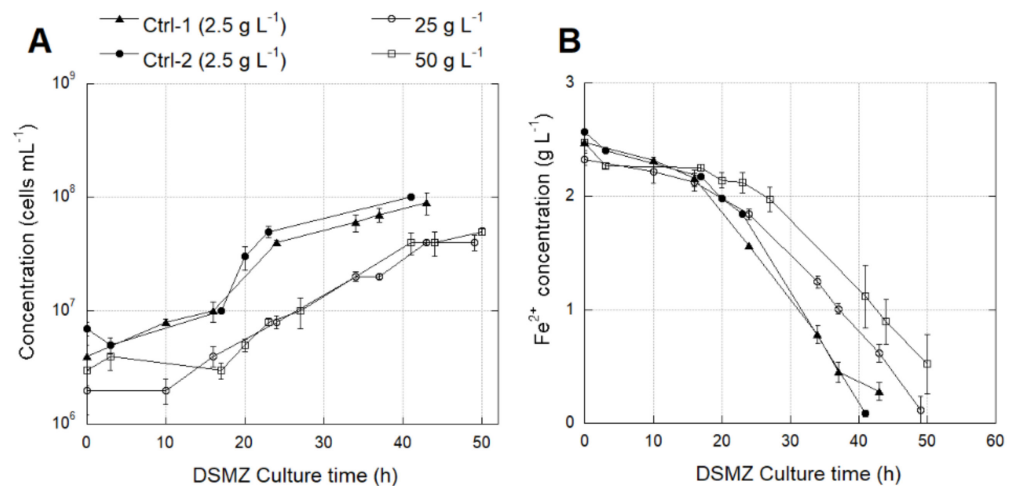 A
Ctrl-1 (2.5 g L⁻¹)
Ctrl-2 (2.5 g L⁻¹)
25 g L⁻¹
50 g L⁻¹
Concentration (cells mL⁻¹)
10⁹
10⁸
10⁷
10⁶
0 10 20 30 40 50
DSMZ Culture time (h)
B
Fe²⁺ concentration (g L⁻¹)
3
2
1
0
0 10 20 30 40 50 60
DSMZ Culture time (h)